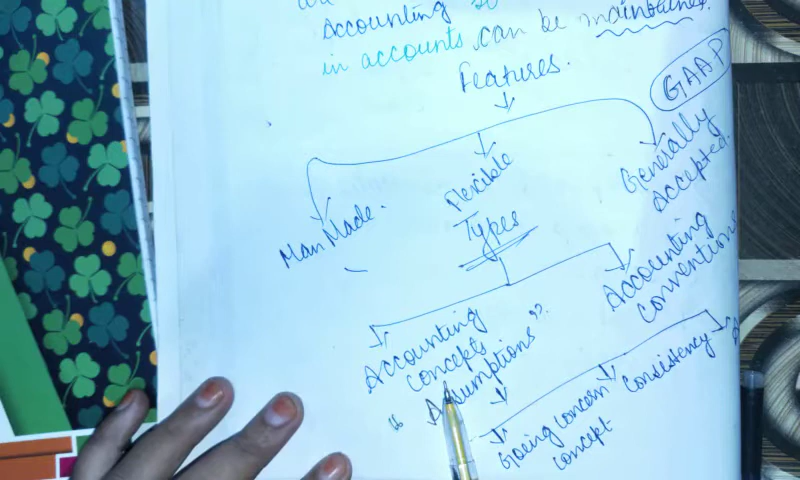 Accounting
in accounts can be maintained.
Features.
GAAP
Man Made.
Flexible
Generally
Accepted.
Types
Accounting
concepts
"Assumptions".
Accounting
conventions
Going concern
concept
Consistency